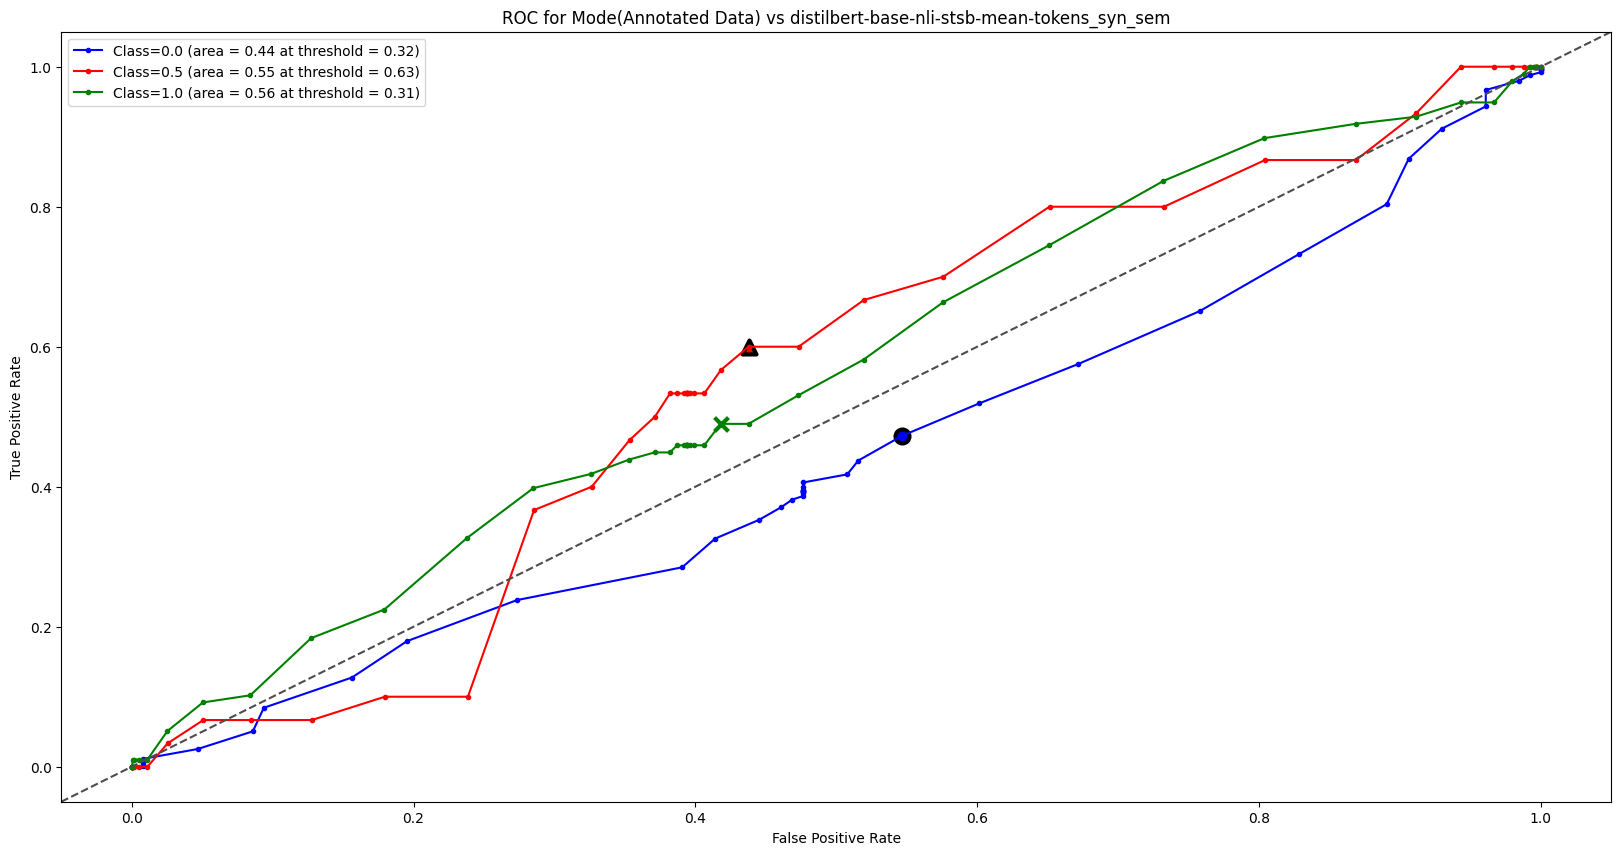 ROC for Mode(Annotated Data) vs distilbert-base-nli-stsb-mean-tokens_syn_sem
Class=0.0 (area = 0.44 at threshold = 0.32)
Class=0.5 (area = 0.55 at threshold = 0.63)
Class=1.0 (area = 0.56 at threshold = 0.31)
True Positive Rate
1.0
0.8
0.6
0.4
0.2
0.0
0.0 0.2 0.4 0.6 0.8 1.0
False Positive Rate